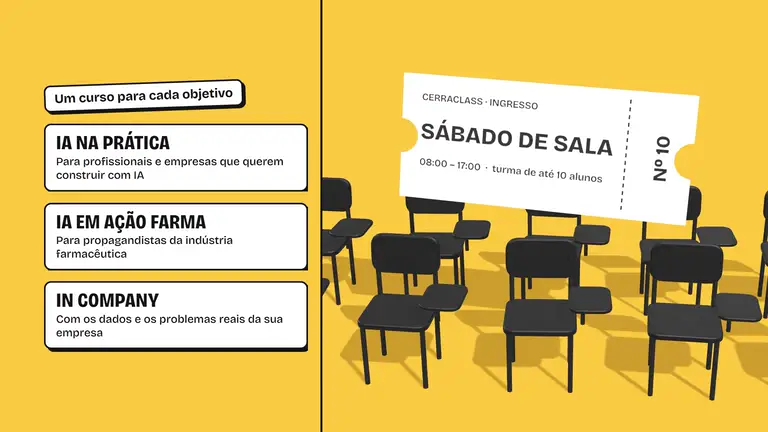 Um curso para cada objetivo
IA NA PRÁTICA
Para profissionais e empresas que querem
construir com IA
IA EM AÇÃO FARMA
Para propagandistas da indústria
farmacêutica
IN COMPANY
Com os dados e os problemas reais da sua
empresa
CERRACLASS · INGRESSO
SÁBADO DE SALA
08:00 – 17:00 · turma de até 10 alunos
Nº 10